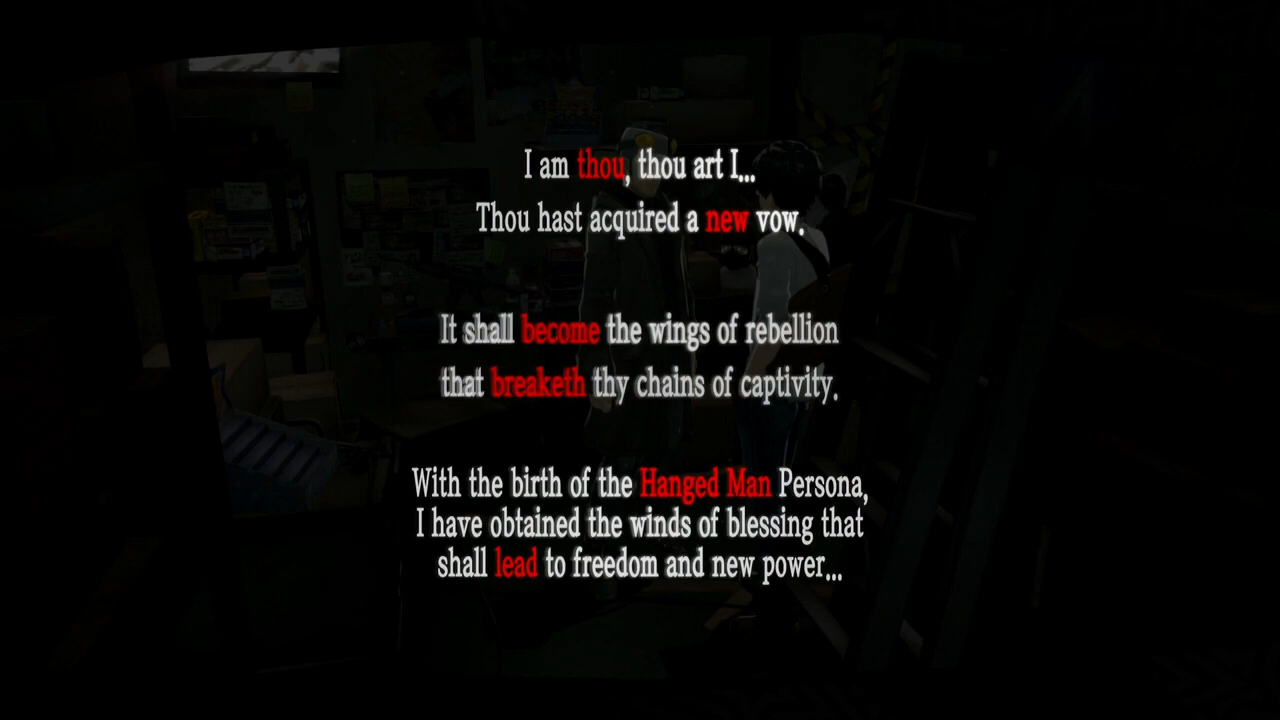 I am thou, thou art I...
Thou hast acquired a new vow.
It shall become the wings of rebellion
that breaketh thy chains of captivity.
With the birth of the Hanged Man Persona,
I have obtained the winds of blessing that
shall lead to freedom and new power...